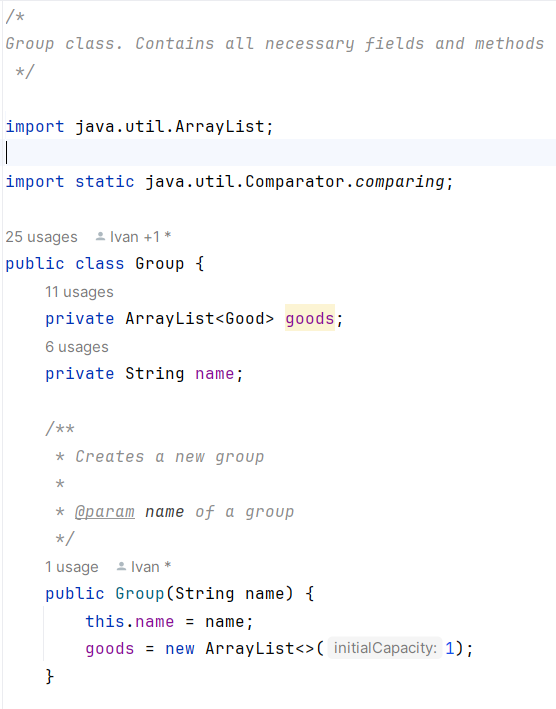 /*
Group class. Contains all necessary fields and methods
 */

import java.util.ArrayList;

import static java.util.Comparator.comparing;

25 usages Ivan +1 *
public class Group {
    11 usages
    private ArrayList<Good> goods;
    6 usages
    private String name;

    /**
     * Creates a new group
     *
     * @param name of a group
     */
    1 usage Ivan *
    public Group(String name) {
        this.name = name;
        goods = new ArrayList<>( initialCapacity: 1);
    }